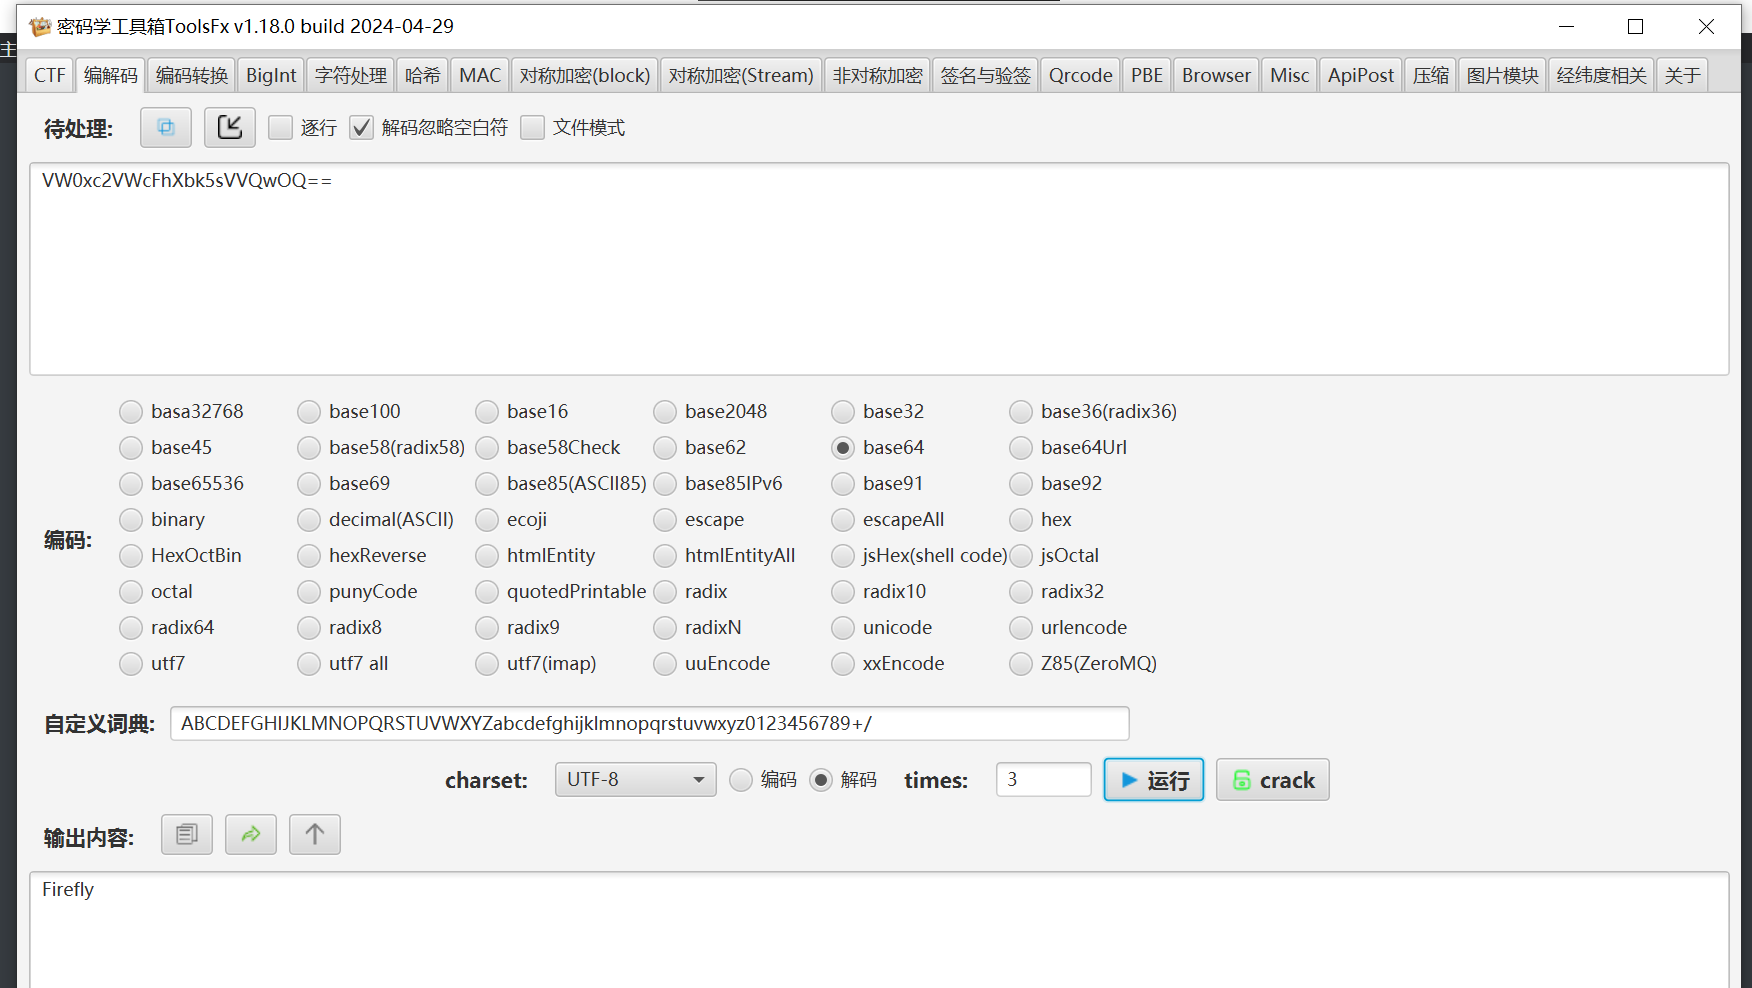 密码学工具箱ToolsFx v1.18.0 build 2024-04-29
主
CTF 编解码 编码转换 BigInt 字符处理 哈希 MAC 对称加密(block) 对称加密(Stream) 非对称加密 签名与验签 Qrcode PBE Browser Misc ApiPost 压缩 图片模块 经纬度相关 关于
待处理: 逐行 解码忽略空白符 文件模式
VW0xc2VWcFhXbk5sVVQwOQ==
basa32768 base100 base16 base2048 base32 base36(radix36)
base45 base58(radix58) base58Check base62 base64 base64Url
base65536 base69 base85(ASCII85) base85IPv6 base91 base92
binary decimal(ASCII) ecoji escape escapeAll hex
编码:
HexOctBin hexReverse htmlEntity htmlEntityAll jsHex(shell code) jsOctal
octal punyCode quotedPrintable radix radix10 radix32
radix64 radix8 radix9 radixN unicode urlencode
utf7 utf7 all utf7(imap) uuEncode xxEncode Z85(ZeroMQ)
自定义词典: ABCDEFGHIJKLMNOPQRSTUVWXYZabcdefghijklmnopqrstuvwxyz0123456789+/
charset: UTF-8 编码 解码 times: 3 运行 crack
输出内容:
Firefly